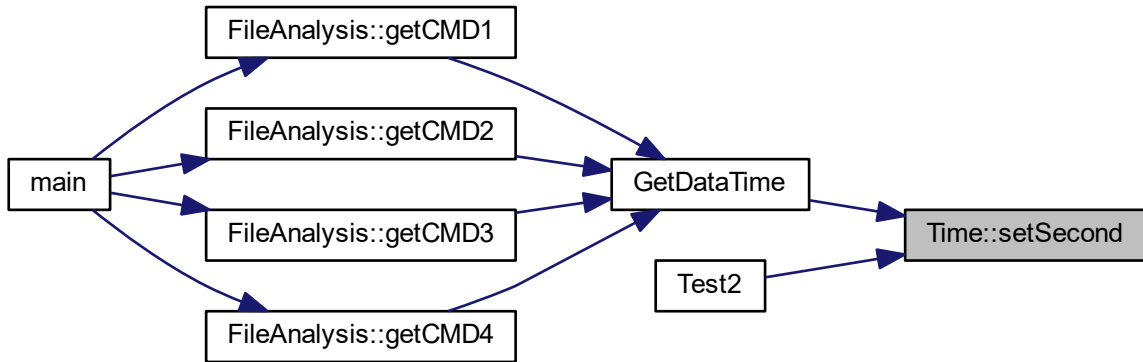 FileAnalysis::getCMD1
FileAnalysis::getCMD2
main
GetDataTime
FileAnalysis::getCMD3
Time::setSecond
Test2
FileAnalysis::getCMD4